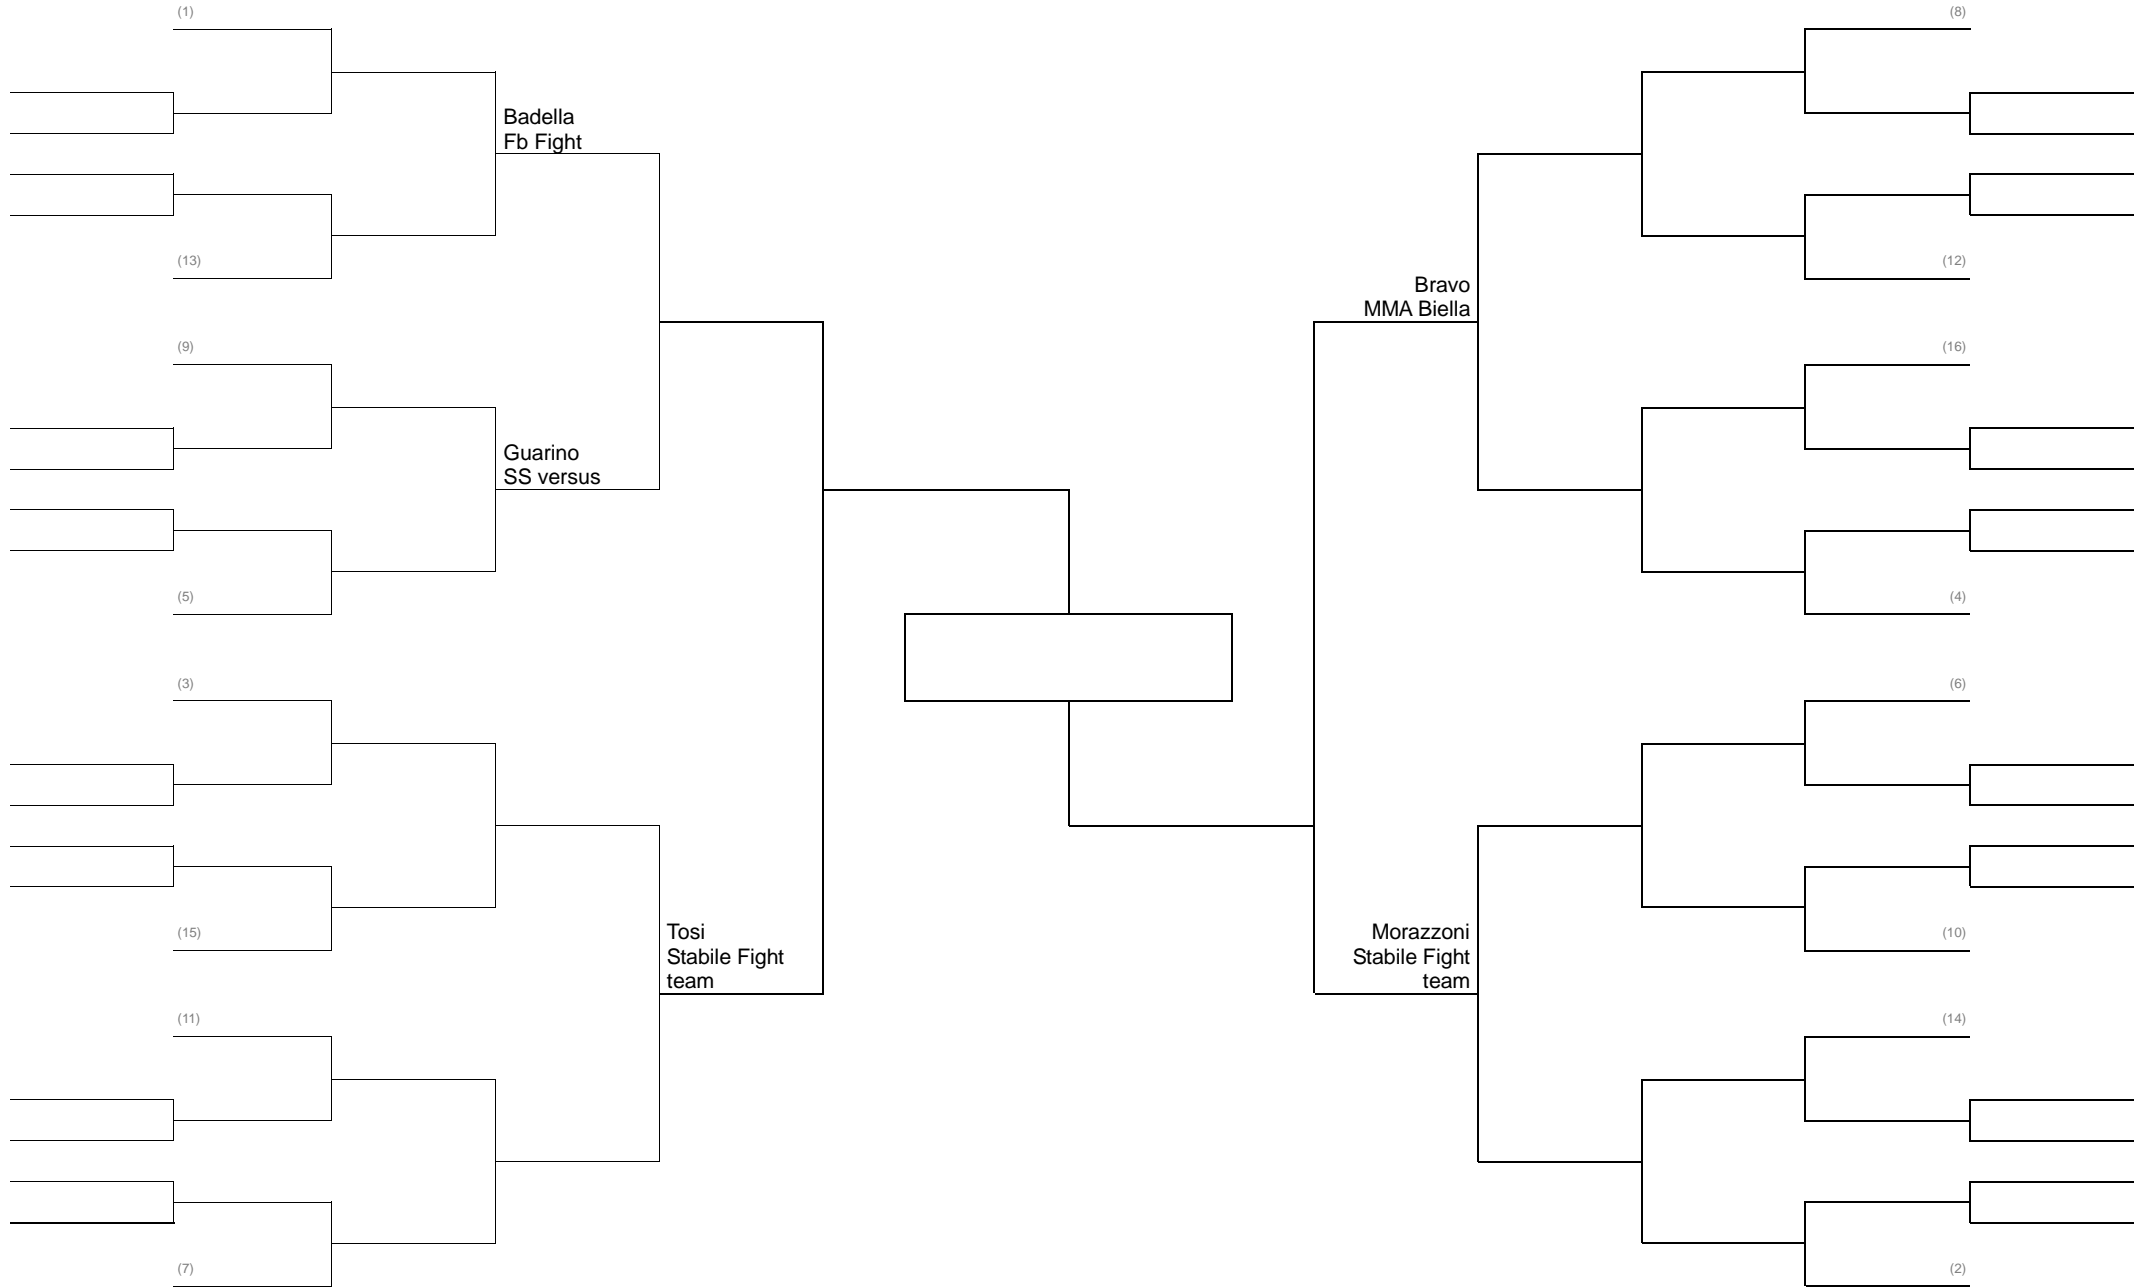 (1)
(8)
Badella
Fb Fight
(13)
(12)
Bravo
MMA Biella
(9)
(16)
Guarino
SS versus
(5)
(4)
(3)
(6)
(15)
(10)
Tosi
Stabile Fight
team
Morazzoni
Stabile Fight
team
(11)
(14)
(7)
(2)